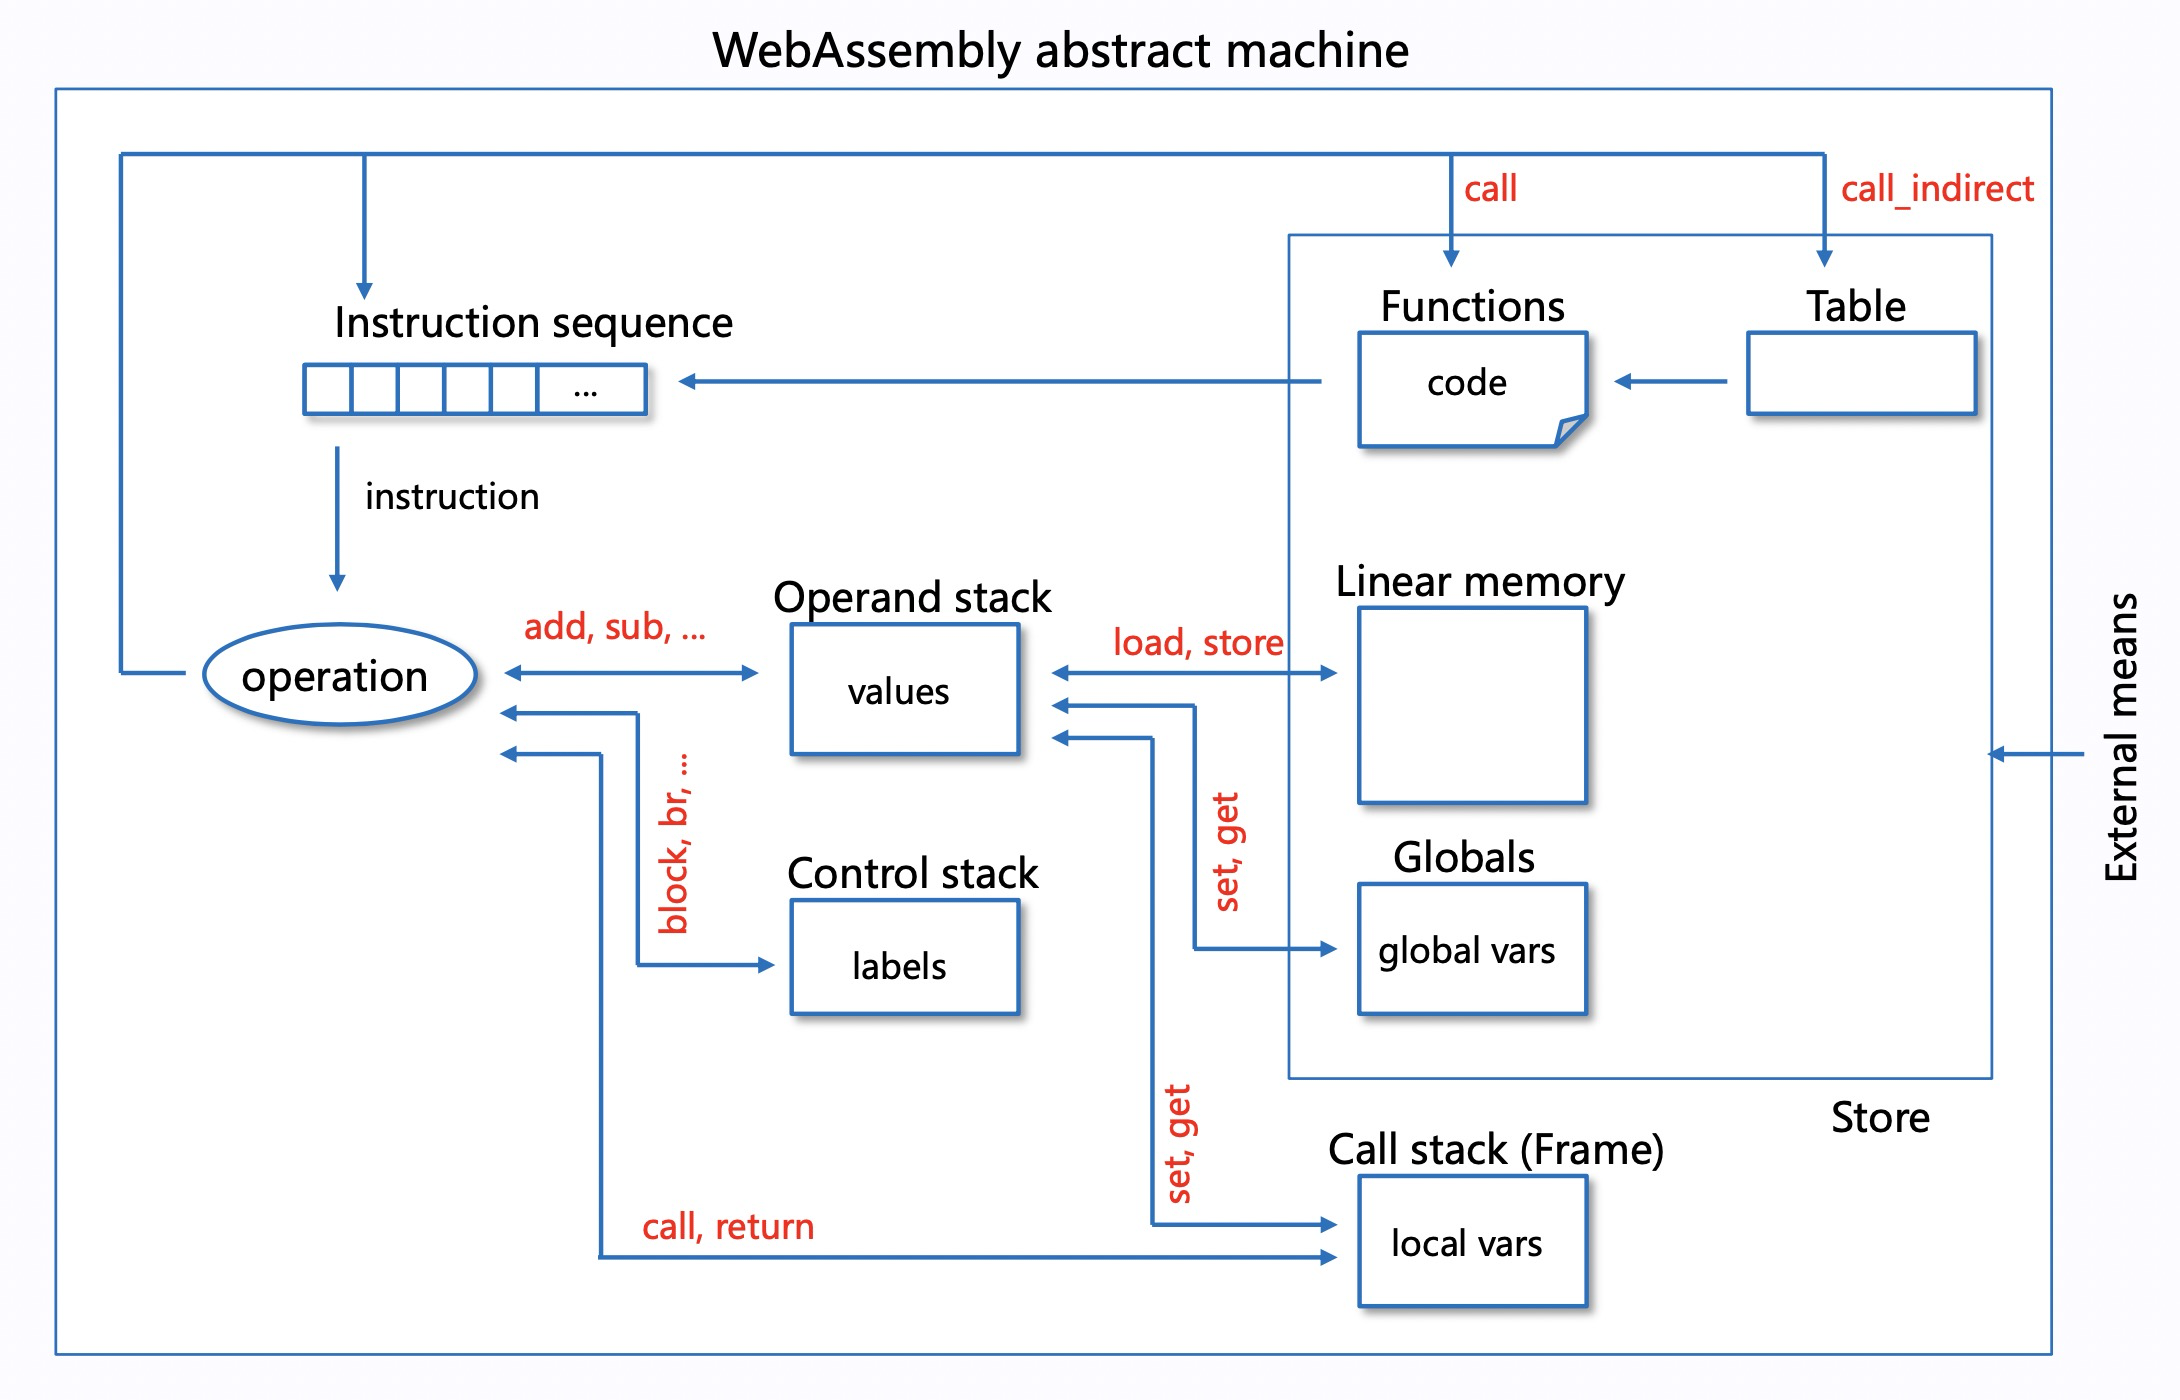 WebAssembly abstract machine
call
call_indirect
Instruction sequence
...
Functions
code
Table
instruction
operation
add, sub, ...
Operand stack
values
load, store
Linear memory
External means
block, br, ...
Control stack
labels
set, get
Globals
global vars
Store
set, get
Call stack (Frame)
local vars
call, return